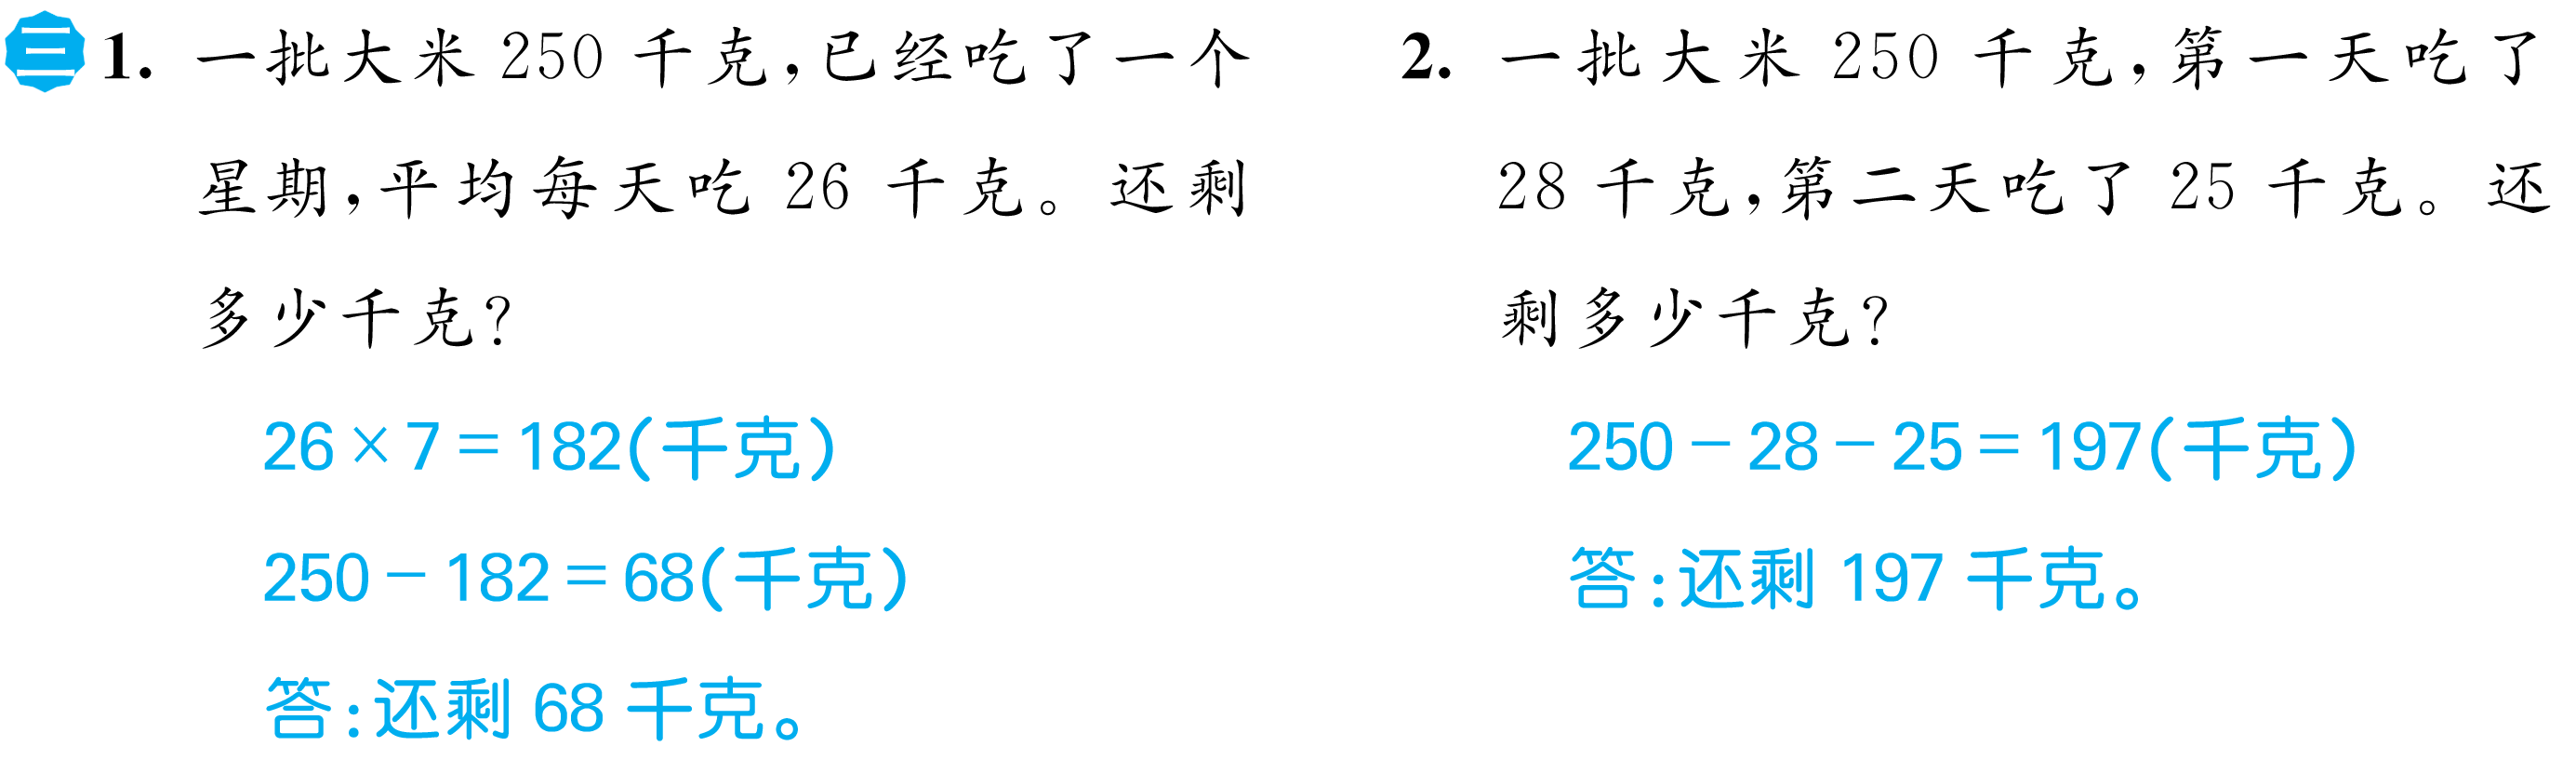 三 1. 一批大米 250 千克,已经吃了一个
星期,平均每天吃 26 千克。还剩
多少千克?
26×7=182(千克)
250-182=68(千克)
答:还剩 68 千克。
2. 一批大米 250 千克,第一天吃了
28 千克,第二天吃了 25 千克。还
剩多少千克?
250-28-25=197(千克)
答:还剩 197 千克。